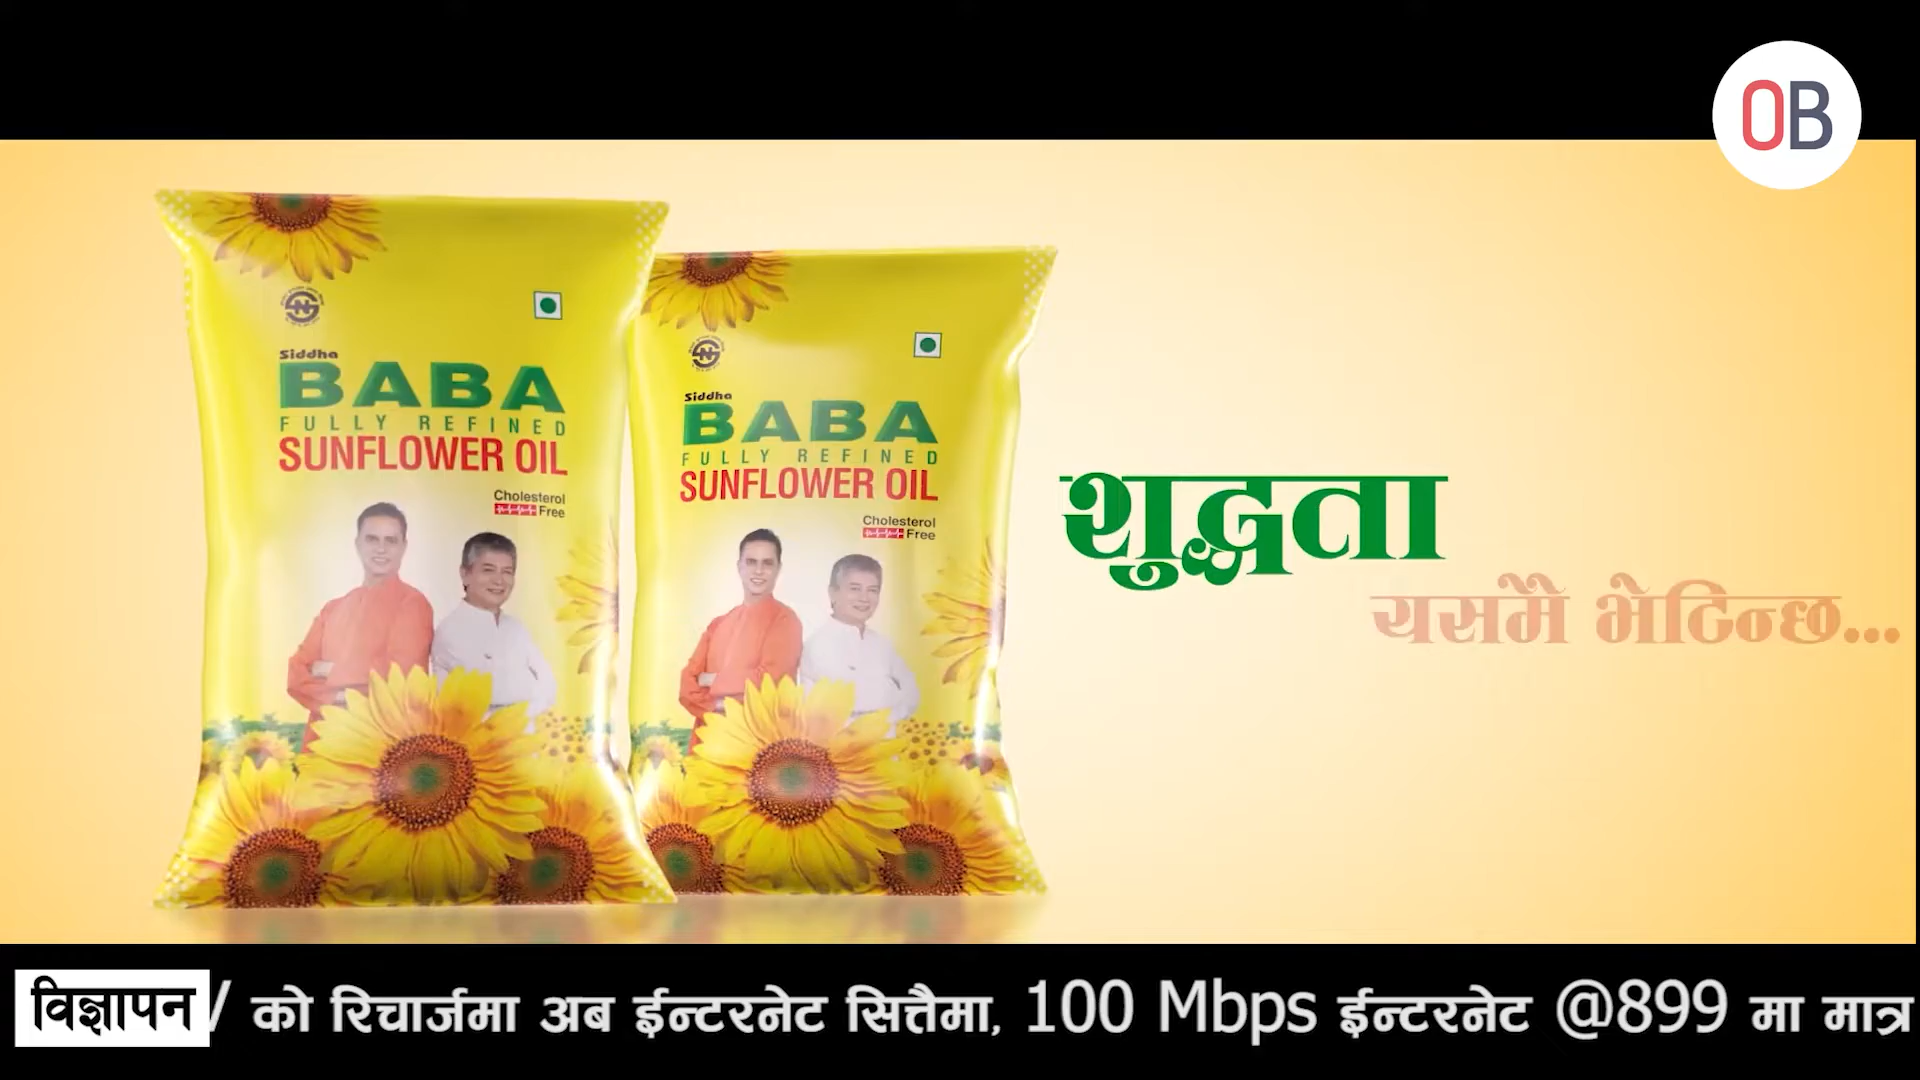 OB
Siddha
BABA
FULLY REFINED
SUNFLOWER OIL
Cholesterol
Free
Siddha
BABA
FULLY REFINED
SUNFLOWER OIL
Cholesterol
Free
शुद्धता
यसमै भेटिन्छ...
विज्ञापन
को रिचार्जमा अब ईन्टरनेट सित्तैमा, 100 Mbps ईन्टरनेट @899 मा मात्र